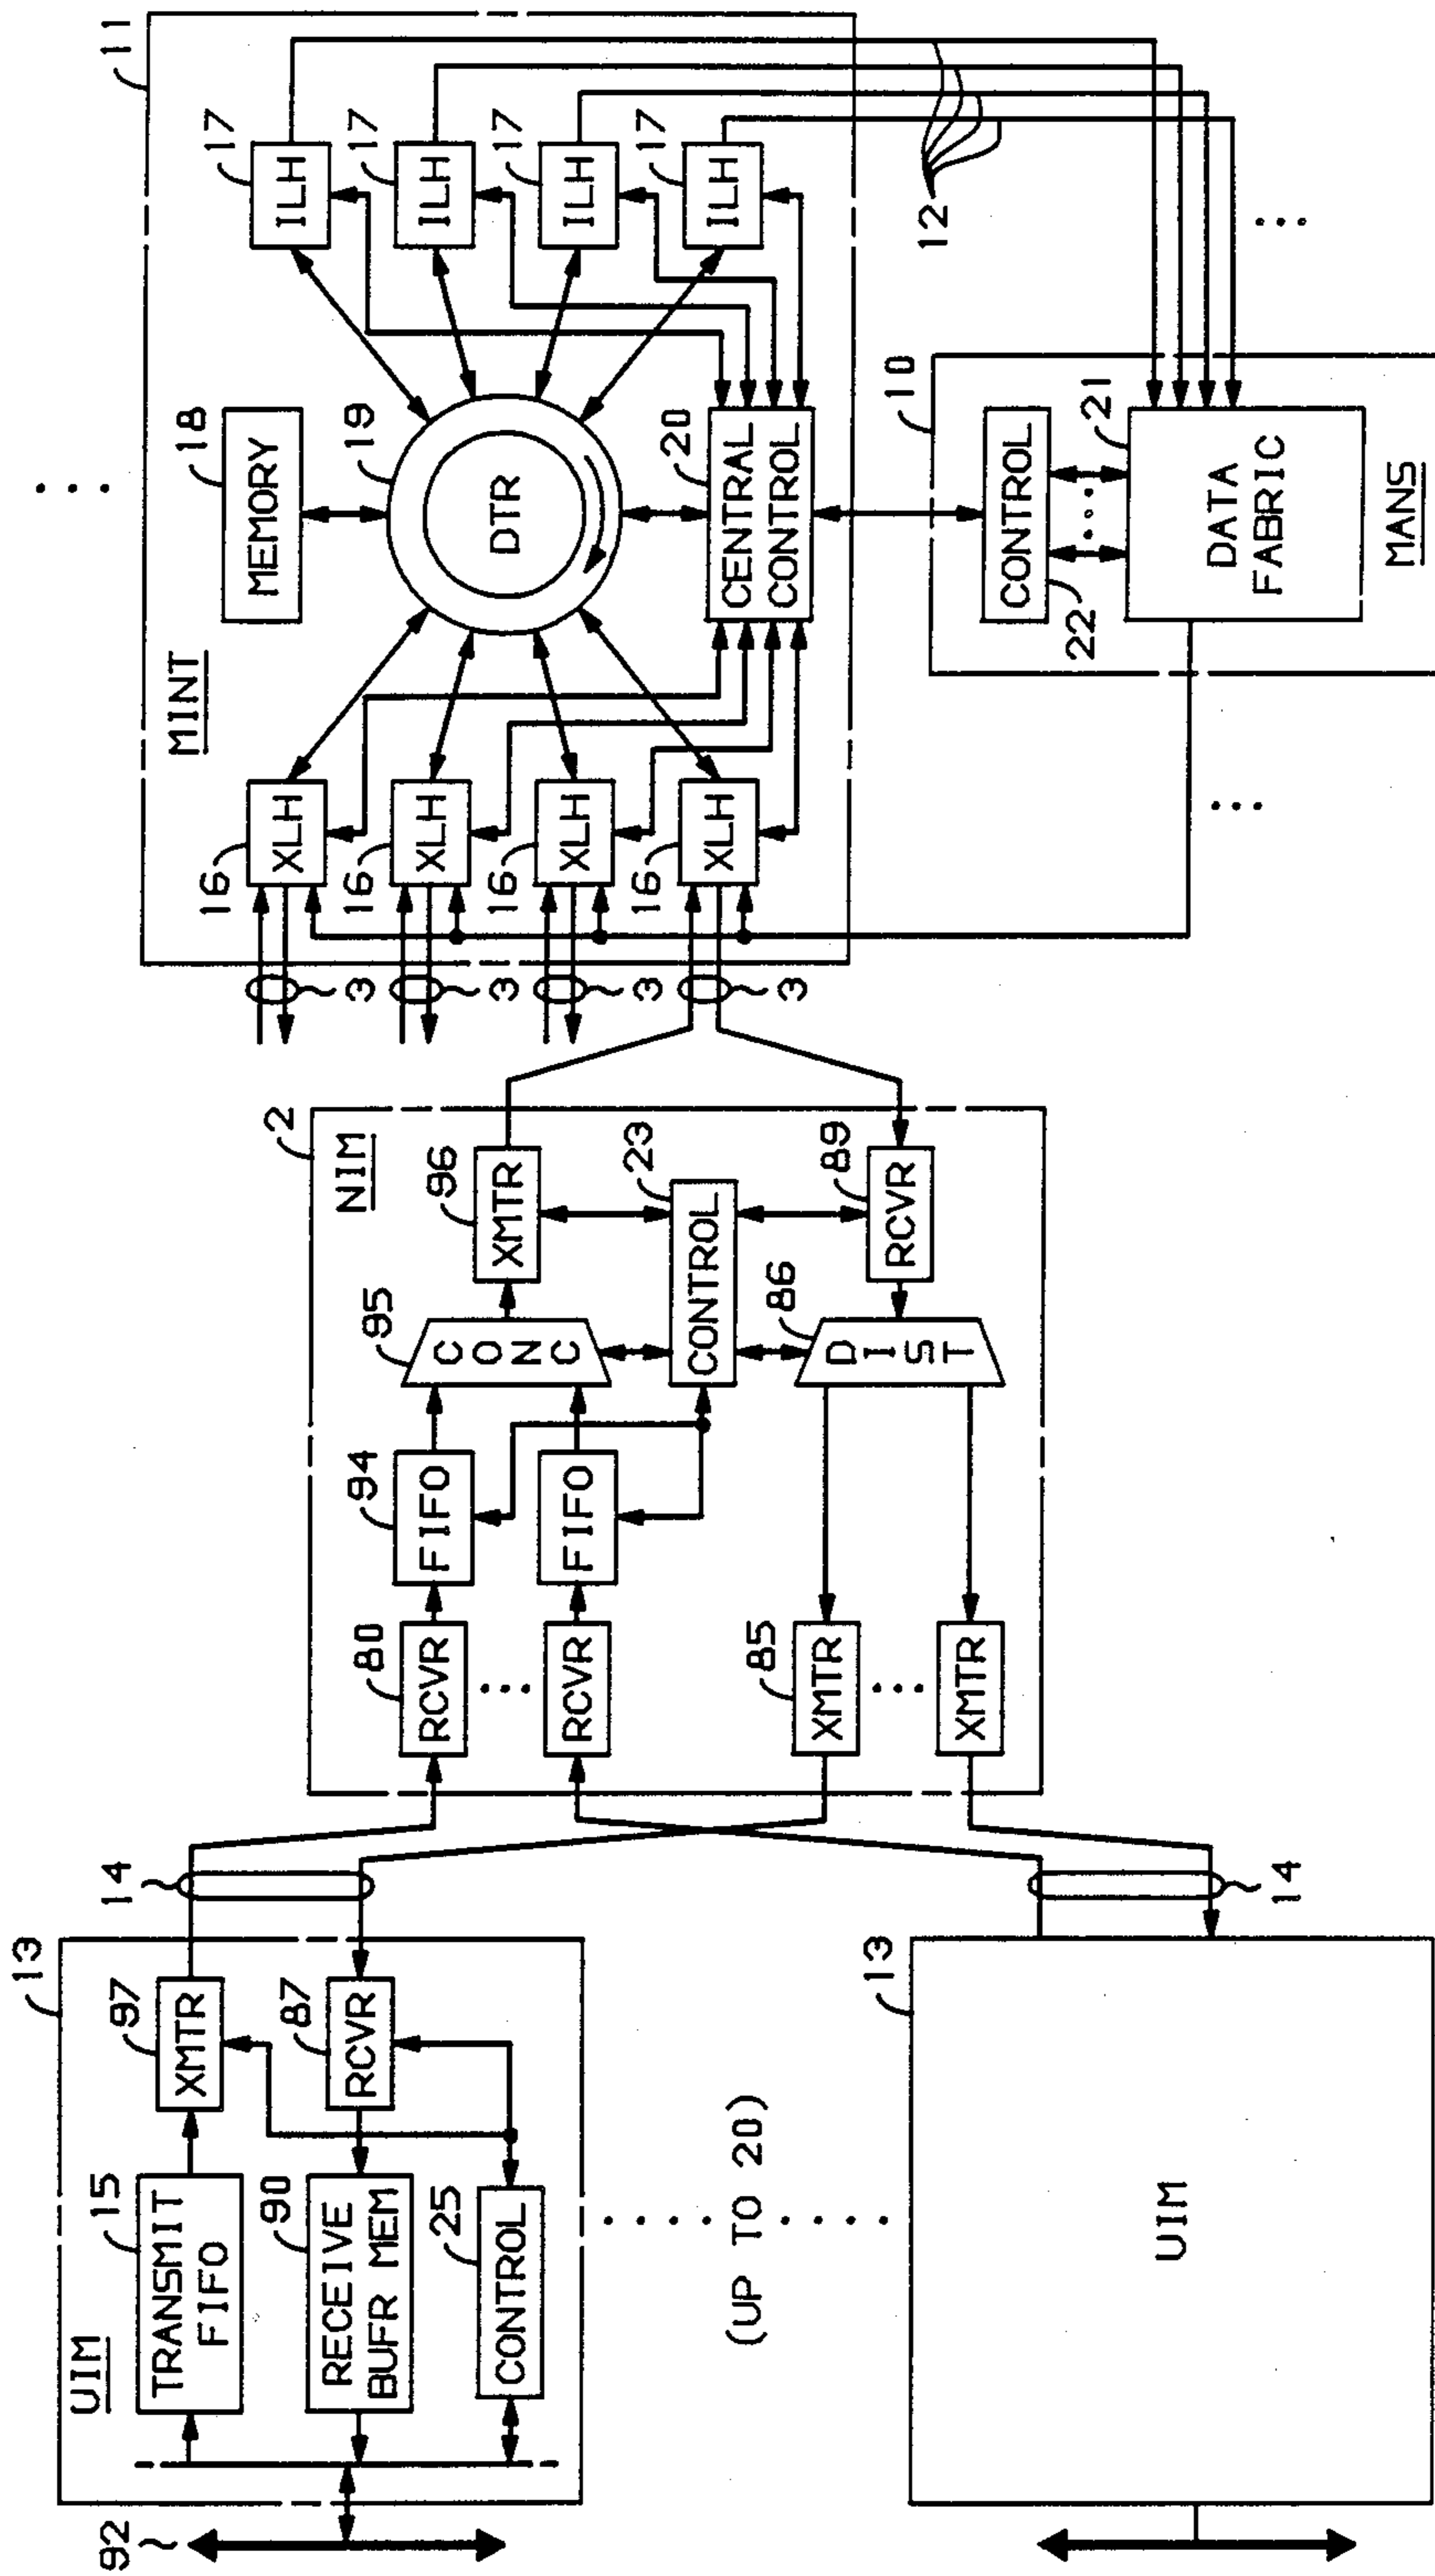 92
13
UIM
15
TRANSMIT
FIFO
97
XMTR
90
RECEIVE
BUFR MEM
87
RCVR
25
CONTROL
14
(UP TO 20)
13
UIM
14
2
NIM
80
RCVR
94
FIFO
95
CONC
96
XMTR
RCVR
FIFO
23
CONTROL
85
XMTR
86
DIST
89
RCVR
XMTR
3
3
3
3
11
MINT
16
XLH
16
XLH
16
XLH
16
XLH
18
MEMORY
19
DTR
20
CENTRAL
CONTROL
17
ILH
17
ILH
17
ILH
17
ILH
12
10
CONTROL
22
21
DATA
FABRIC
MANS